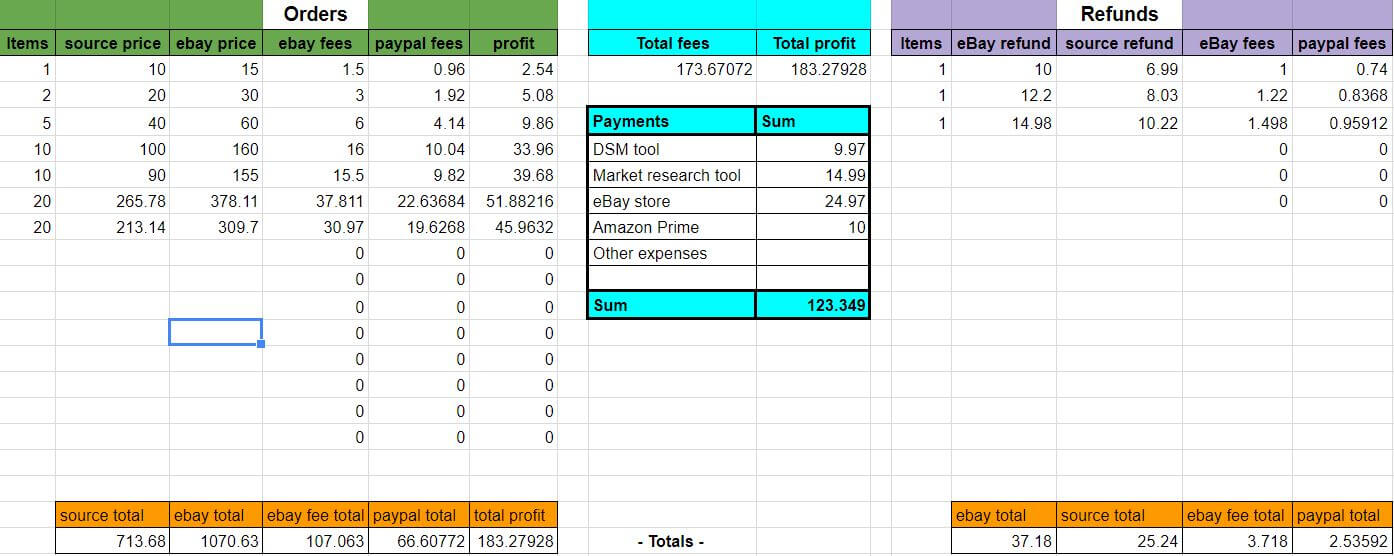 Orders Refunds
Items source price ebay price ebay fees paypal fees profit Total fees Total profit Items eBay refund source refund eBay fees paypal fees
1 10 15 1.5 0.96 2.54 173.67072 183.27928 1 10 6.99 1 0.74
2 20 30 3 1.92 5.08 1 12.2 8.03 1.22 0.8368
5 40 60 6 4.14 9.86 Payments Sum 1 14.98 10.22 1.498 0.95912
10 100 160 16 10.04 33.96 DSM tool 9.97 0 0
10 90 155 15.5 9.82 39.68 Market research tool 14.99 0 0
20 265.78 378.11 37.811 22.63684 51.88216 eBay store 24.97 0 0
20 213.14 309.7 30.97 19.6268 45.9632 Amazon Prime 10
0 0 0 Other expenses
0 0 0
0 0 0 Sum 123.349
0 0 0
0 0 0
0 0 0
0 0 0
0 0 0
source total ebay total ebay fee total paypal total total profit ebay total source total ebay fee total paypal total
713.68 1070.63 107.063 66.60772 183.27928 - Totals - 37.18 25.24 3.718 2.53592